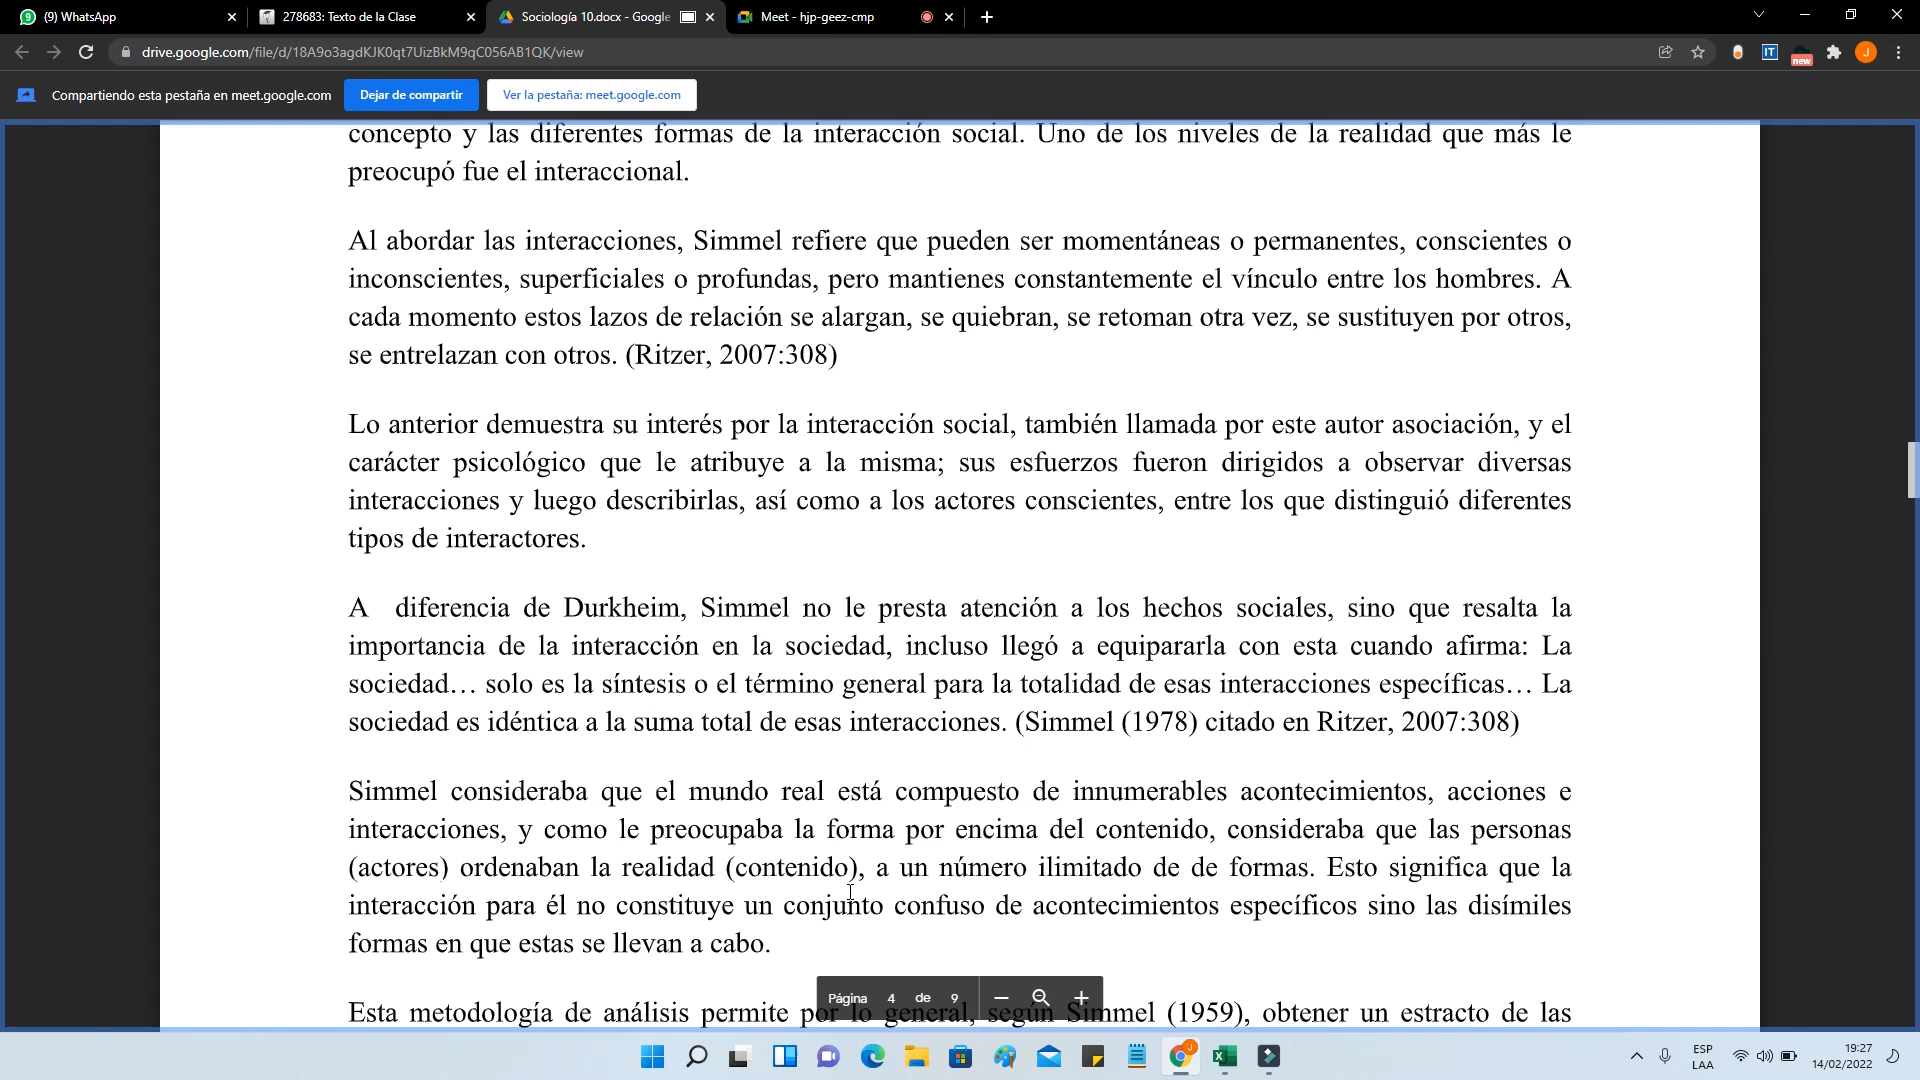 (9) WhatsApp
278683: Texto de la Clase
Sociología 10.docx - Google
Meet - hjp-geez-cmp
drive.google.com/file/d/18A9o3agdKJK0qt7UizBkM9qC056AB1QK/view
IT
new
J
Compartiendo esta pestaña en meet.google.com
Dejar de compartir
Ver la pestaña: meet.google.com
concepto y las diferentes formas de la interacción social. Uno de los niveles de la realidad que más le
preocupó fue el interaccional.
Al abordar las interacciones, Simmel refiere que pueden ser momentáneas o permanentes, conscientes o
inconscientes, superficiales o profundas, pero mantienes constantemente el vínculo entre los hombres. A
cada momento estos lazos de relación se alargan, se quiebran, se retoman otra vez, se sustituyen por otros,
se entrelazan con otros. (Ritzer, 2007:308)
Lo anterior demuestra su interés por la interacción social, también llamada por este autor asociación, y el
carácter psicológico que le atribuye a la misma; sus esfuerzos fueron dirigidos a observar diversas
interacciones y luego describirlas, así como a los actores conscientes, entre los que distinguió diferentes
tipos de interactores.
A diferencia de Durkheim, Simmel no le presta atención a los hechos sociales, sino que resalta la
importancia de la interacción en la sociedad, incluso llegó a equipararla con esta cuando afirma: La
sociedad… solo es la síntesis o el término general para la totalidad de esas interacciones específicas… La
sociedad es idéntica a la suma total de esas interacciones. (Simmel (1978) citado en Ritzer, 2007:308)
Simmel consideraba que el mundo real está compuesto de innumerables acontecimientos, acciones e
interacciones, y como le preocupaba la forma por encima del contenido, consideraba que las personas
(actores) ordenaban la realidad (contenido), a un número ilimitado de de formas. Esto significa que la
interacción para él no constituye un conjunto confuso de acontecimientos específicos sino las disímiles
formas en que estas se llevan a cabo.
Página 4 de 9
Esta metodología de análisis permite por lo general, según Simmel (1959), obtener un estracto de las
J
ESP
LAA
19:27
14/02/2022